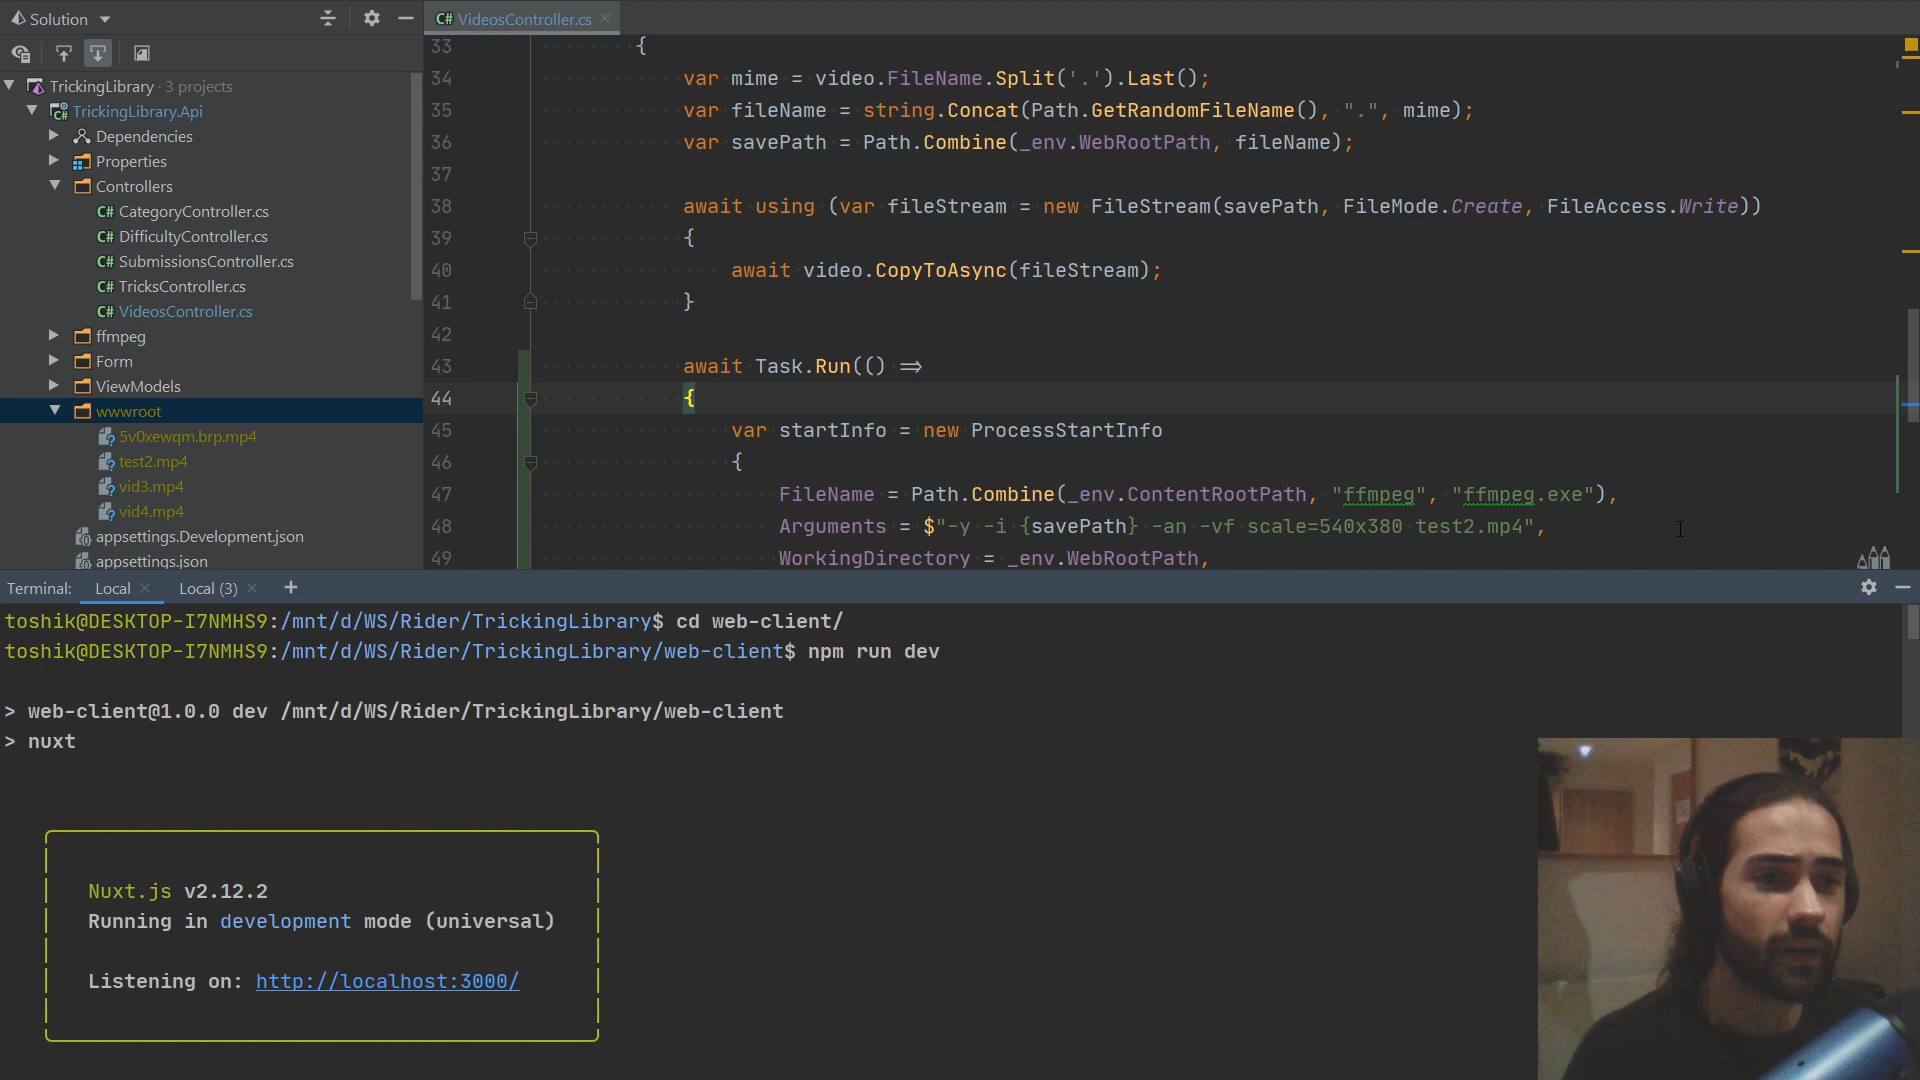 Solution
TrickingLibrary · 3 projects
TrickingLibrary.Api
Dependencies
Properties
Controllers
C# CategoryController.cs
C# DifficultyController.cs
C# SubmissionsController.cs
C# TricksController.cs
C# VideosController.cs
ffmpeg
Form
ViewModels
wwwroot
5v0xewqm.brp.mp4
test2.mp4
vid3.mp4
vid4.mp4
appsettings.Development.json
appsettings.json
C# VideosController.cs
33 {
34 var mime = video.FileName.Split('.').Last();
35 var fileName = string.Concat(Path.GetRandomFileName(), ".", mime);
36 var savePath = Path.Combine(_env.WebRootPath, fileName);
37
38 await using (var fileStream = new FileStream(savePath, FileMode.Create, FileAccess.Write))
39 {
40 await video.CopyToAsync(fileStream);
41 }
42
43 await Task.Run(() =>
44 {
45 var startInfo = new ProcessStartInfo
46 {
47 FileName = Path.Combine(_env.ContentRootPath, "ffmpeg", "ffmpeg.exe"),
48 Arguments = $"-y -i {savePath} -an -vf scale=540x380 test2.mp4",
49 WorkingDirectory = _env.WebRootPath,
Terminal: Local Local (3) +
toshik@DESKTOP-I7NMHS9:/mnt/d/WS/Rider/TrickingLibrary$ cd web-client/
toshik@DESKTOP-I7NMHS9:/mnt/d/WS/Rider/TrickingLibrary/web-client$ npm run dev
> web-client@1.0.0 dev /mnt/d/WS/Rider/TrickingLibrary/web-client
> nuxt
Nuxt.js v2.12.2
Running in development mode (universal)
Listening on: http://localhost:3000/